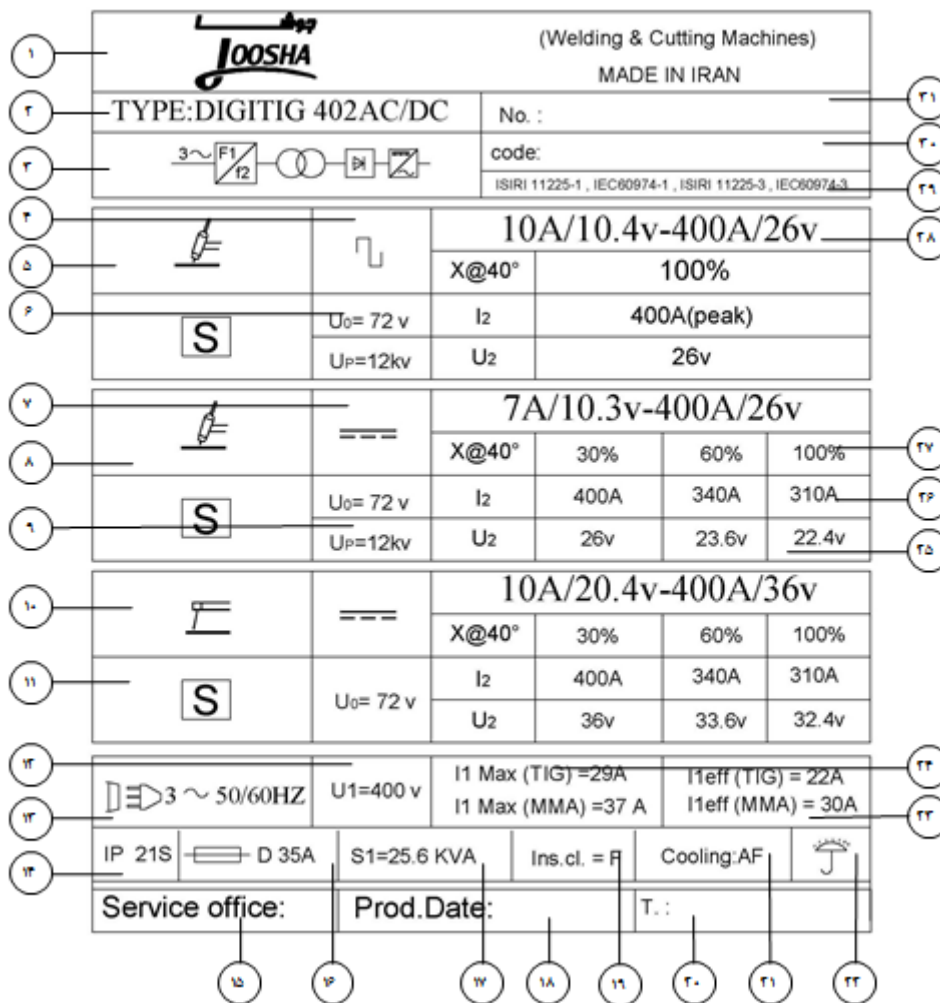 ۱
جوشا
JOOSHA
(Welding & Cutting Machines)
MADE IN IRAN
۲
TYPE:DIGITIG 402AC/DC
No. :
۳۱
۳
3~ F1 f2
code:
۳۰
ISIRI 11225-1 , IEC60974-1 , ISIRI 11225-3 , IEC60974-3
۲۹
۴
10A/10.4v-400A/26v
۲۸
۵
X@40° 100%
۶
S
U0= 72 v
I2 400A(peak)
UP=12kv
U2 26v
۷
7A/10.3v-400A/26v
۸
X@40° 30% 60% 100%
۲۷
S
U0= 72 v
I2 400A 340A 310A
۲۶
۹
UP=12kv
U2 26v 23.6v 22.4v
۲۵
۱۰
10A/20.4v-400A/36v
X@40° 30% 60% 100%
۱۱
S
U0= 72 v
I2 400A 340A 310A
U2 36v 33.6v 32.4v
۱۲
۱۳
3 ~ 50/60HZ
U1=400 v
I1 Max (TIG) =29A
I1eff (TIG) = 22A
۲۴
I1 Max (MMA) =37 A
I1eff (MMA) = 30A
۲۳
۱۴
IP 21S
D 35A
S1=25.6 KVA
Ins.cl. = F
Cooling:AF
Service office:
Prod.Date:
T. :
۱۵ ۱۶ ۱۷ ۱۸ ۱۹ ۲۰ ۲۱ ۲۲